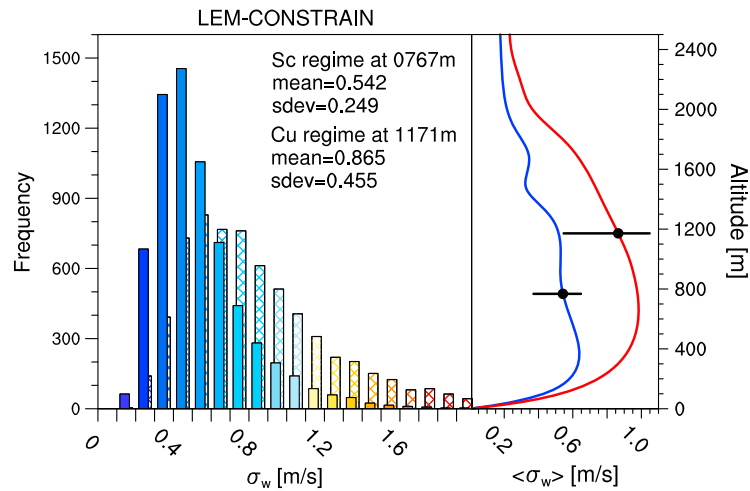 LEM-CONSTRAIN
Sc regime at 0767m
mean=0.542
sdev=0.249
Cu regime at 1171m
mean=0.865
sdev=0.455
Frequency
1500
1200
900
600
300
0
0
0.4
0.8
1.2
1.6
σw [m/s]
0.2
0.6
1.0
<σw> [m/s]
2400
2000
1600
1200
800
400
0
Altitude [m]